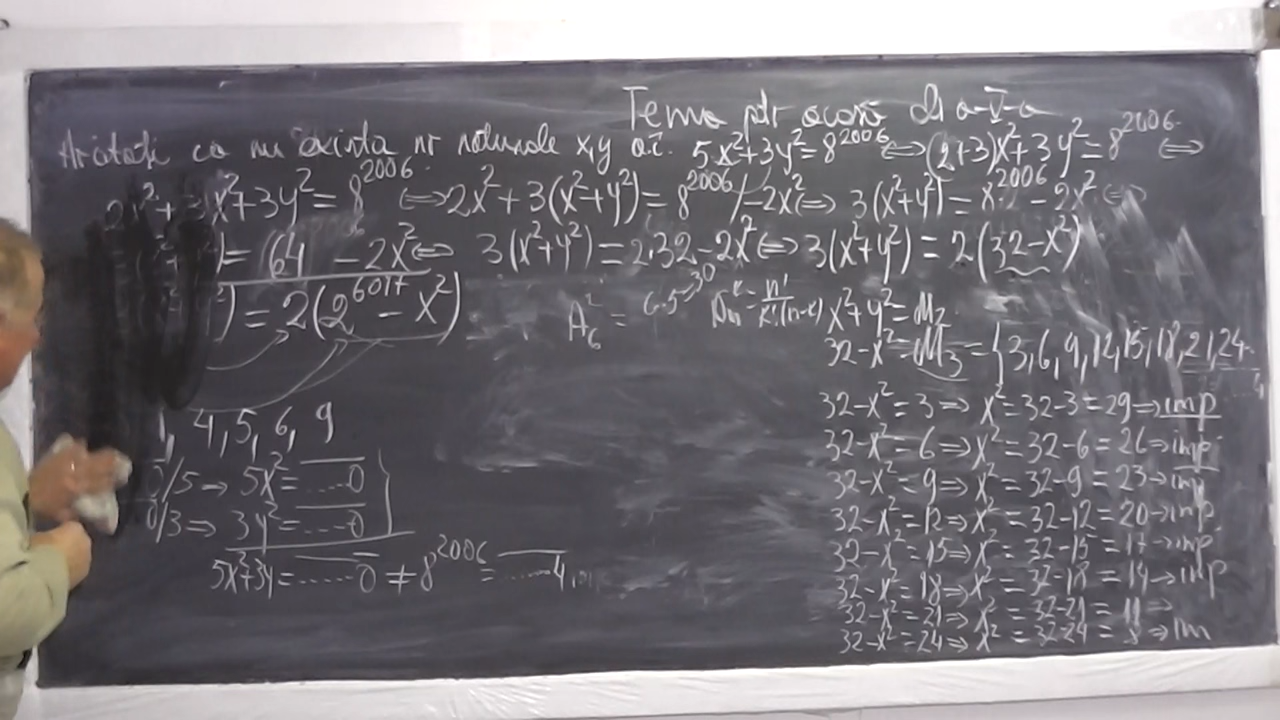 Tema ptr acasă cls a-V-a
Arătați că nu există nr naturale x,y a.î. 5x²+3y²=8²⁰⁰⁶ ⇔ (2+3)x²+3y²=8²⁰⁰⁶ ⇔
2x²+3x²+3y²=8²⁰⁰⁶ ⇔ 2x²+3(x²+y²)=8²⁰⁰⁶/-2x² ⇔ 3(x²+y²)=8²⁰⁰⁶-2x² ⇔
)=(64 -2x² ⇔ 3(x²+y²)=2·32-2x² ⇔ 3(x²+y²)=2(32-x²)
²)=2(2⁶⁰¹⁷-x²)
A₆²=6·5=30
x²+y²=M₂
32-x²=M₃={3,6,9,12,15,18,21,24
1, 4, 5, 6, 9
0/5 → 5x²=.....0
0/3 ⇒ 3y²=.....0
5x²+3y=......0 ≠ 8²⁰⁰⁶=......4
32-x²=3 ⇒ x²=32-3=29 → imp
32-x²=6 ⇒ x²=32-6=26 → imp
32-x²=9 ⇒ x²=32-9=23 → imp
32-x²=12 ⇒ x²=32-12=20 → imp
32-x²=15 ⇒ x²=32-15=17 → imp
32-x²=18 ⇒ x²=32-18=14 → imp
32-x²=21 ⇒ x²=32-21=11 ⇒
32-x²=24 ⇒ x²=32-24=8 → im